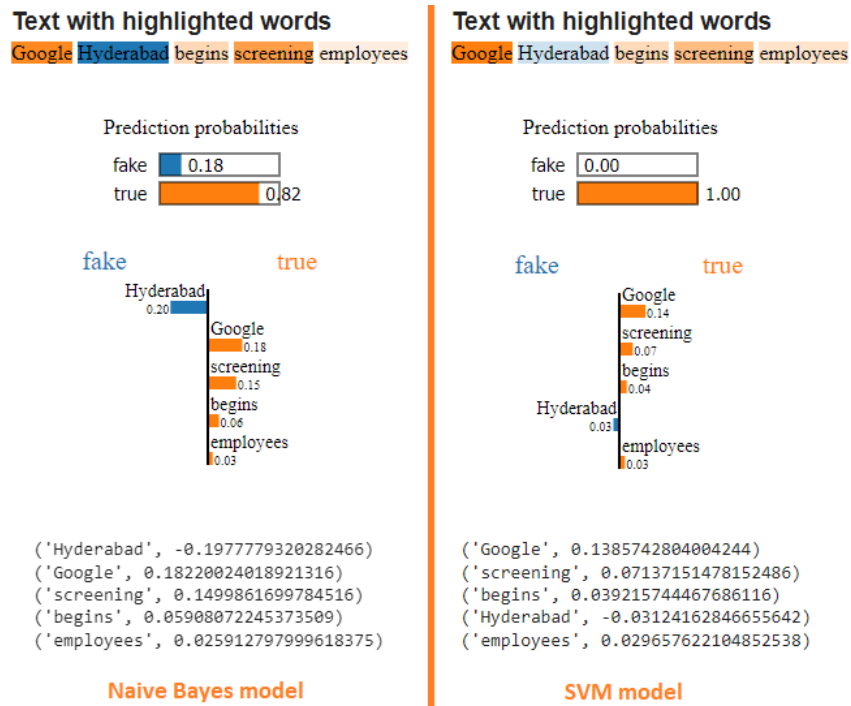 Text with highlighted words
Google Hyderabad begins screening employees
Prediction probabilities
fake 0.18
true 0.82
fake true
Hyderabad
0.20
Google
0.18
screening
0.15
begins
0.06
employees
0.03
('Hyderabad', -0.1977779320282466)
('Google', 0.18220024018921316)
('screening', 0.1499861699784516)
('begins', 0.05908072245373509)
('employees', 0.025912797999618375)
Naive Bayes model
Text with highlighted words
Google Hyderabad begins screening employees
Prediction probabilities
fake 0.00
true 1.00
fake true
Google
0.14
screening
0.07
begins
0.04
Hyderabad
0.03
employees
0.03
('Google', 0.1385742804004244)
('screening', 0.07137151478152486)
('begins', 0.039215744467686116)
('Hyderabad', -0.03124162846655642)
('employees', 0.029657622104852538)
SVM model